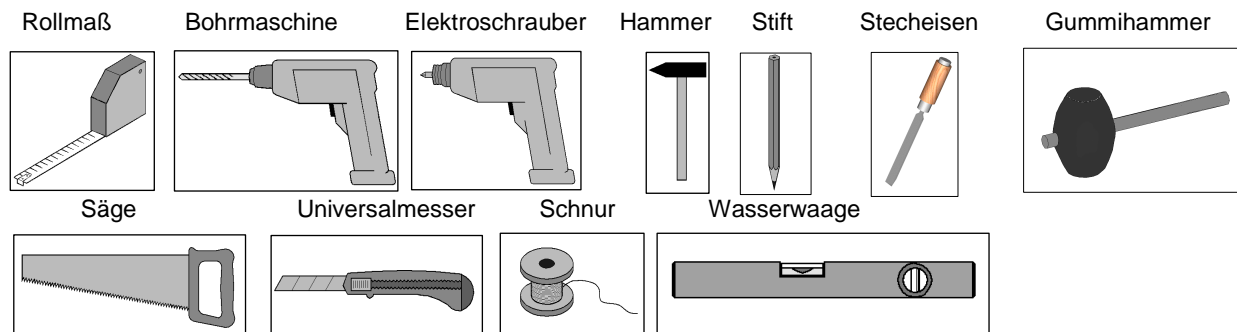 Rollmaß Bohrmaschine Elektroschrauber Hammer Stift Stecheisen Gummihammer
Säge Universalmesser Schnur Wasserwaage